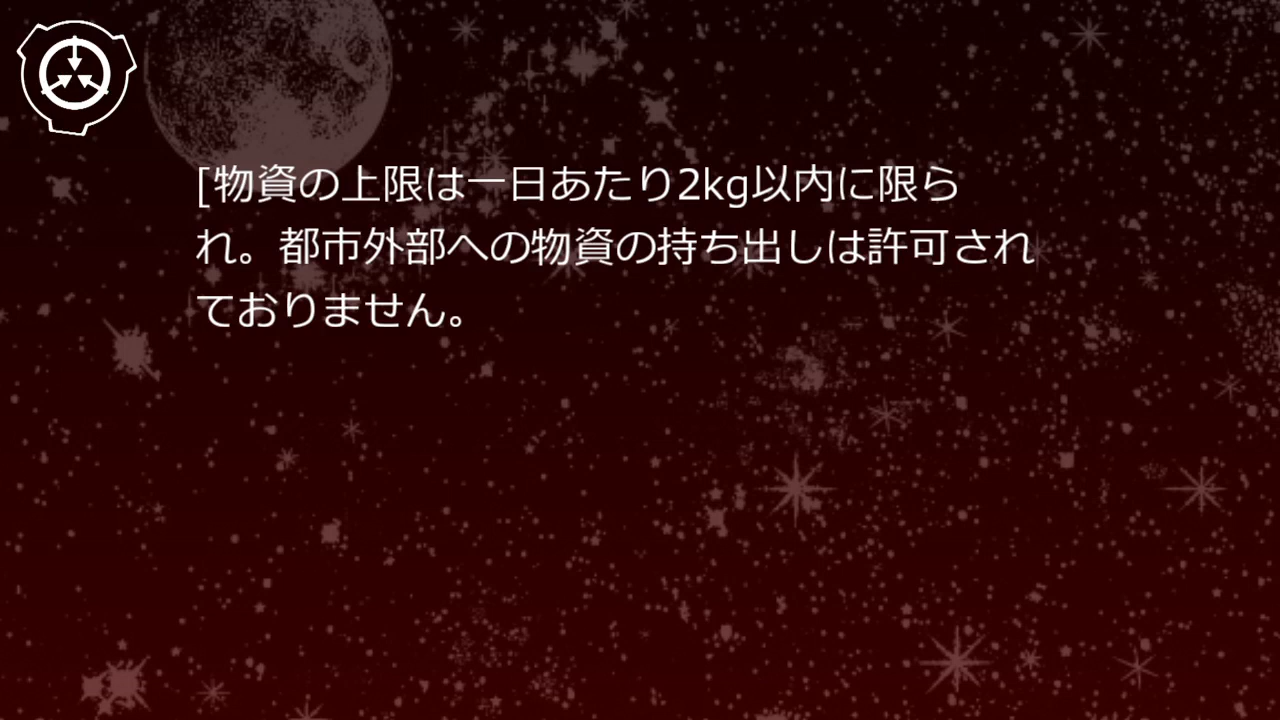 [物資の上限は一日あたり2kg以内に限ら
れ。都市外部への物資の持ち出しは許可され
ておりません。